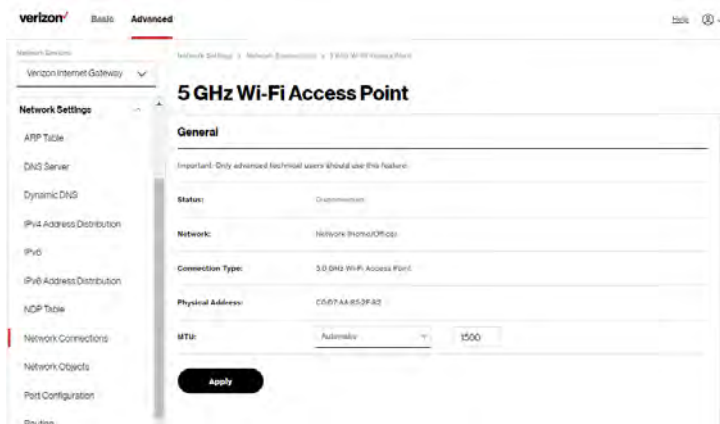 verizon Basic Advanced Help
Network Devices:
Verizon Internet Gateway
Network Settings
ARP Table
DNS Server
Dynamic DNS
IPv4 Address Distribution
IPv6
IPv6 Address Distribution
NDP Table
Network Connections
Network Objects
Port Configuration
Routing
Network Settings > Network Connections > 5 GHz Wi-Fi Access Point
5 GHz Wi-Fi Access Point
General
Important: Only advanced technical users should use this feature.
Status: Disconnected
Network: Network (Home/Office)
Connection Type: 5.0 GHz Wi-Fi Access Point
Physical Address:
MTU: Automatic 1500
Apply